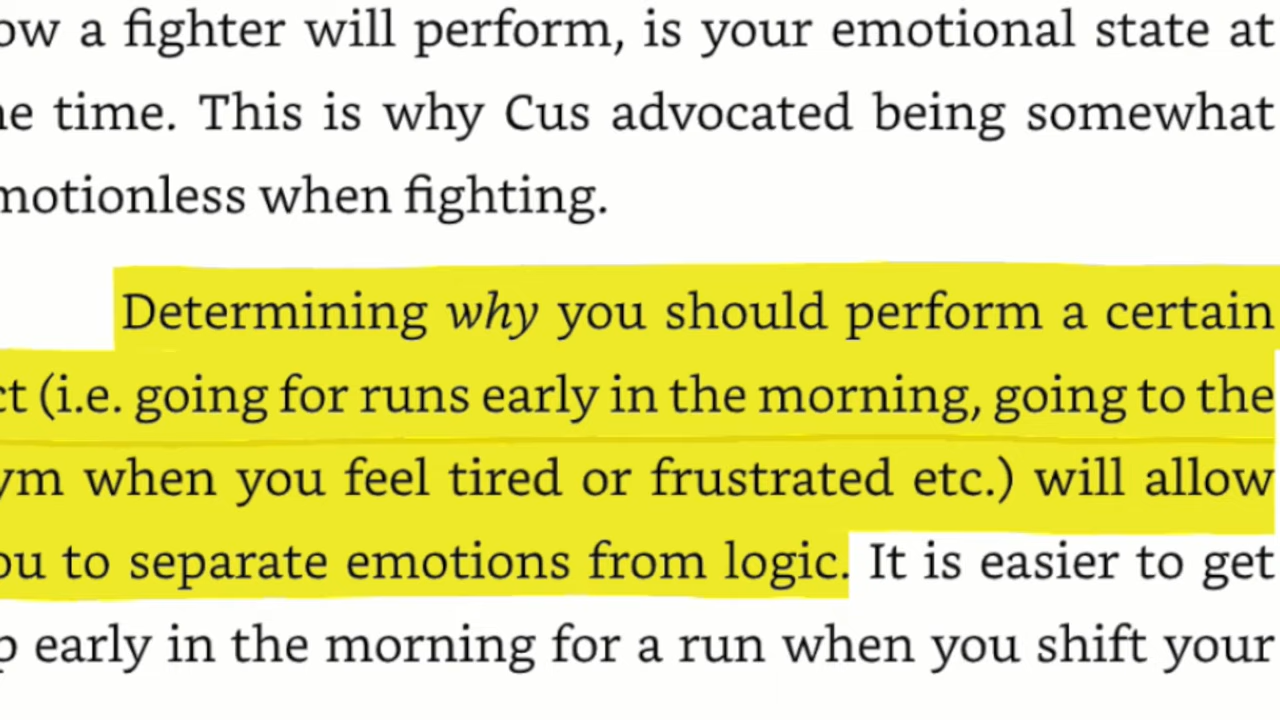 ow a fighter will perform, is your emotional state at
he time. This is why Cus advocated being somewhat
motionless when fighting.
Determining why you should perform a certain
ct (i.e. going for runs early in the morning, going to the
ym when you feel tired or frustrated etc.) will allow
ou to separate emotions from logic. It is easier to get
p early in the morning for a run when you shift your